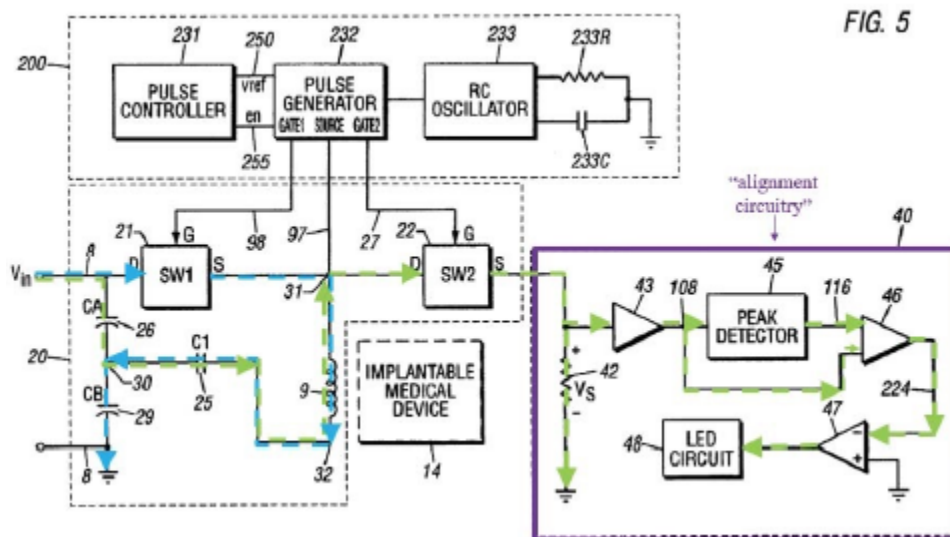 FIG. 5
231
250
232
233
233R
200
PULSE
CONTROLLER
vref
en
255
PULSE
GENERATOR
GATE1 SOURCE GATE2
RC
OSCILLATOR
233C
"alignment
circuitry"
40
21
G
98
97
27
22
G
Vin
8
D
SW1
S
31
D
SW2
S
CA
26
20
C1
30
25
CB
29
8
9
32
IMPLANTABLE
MEDICAL
DEVICE
14
43
108
45
PEAK
DETECTOR
116
46
+
42
VS
−
224
47
48
LED
CIRCUIT
−
+